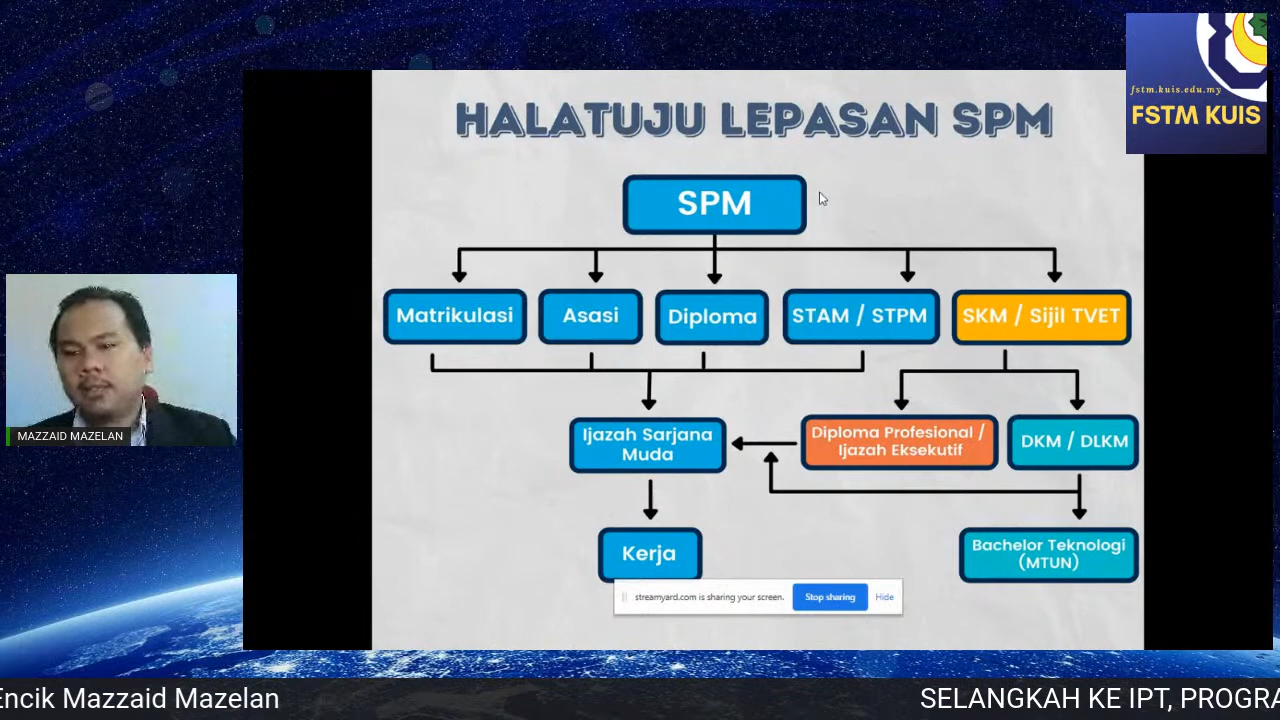 fstm.kuis.edu.my
FSTM KUIS
HALATUJU LEPASAN SPM
SPM
Matrikulasi
Asasi
Diploma
STAM / STPM
SKM / Sijil TVET
Ijazah Sarjana
Muda
Diploma Profesional /
Ijazah Eksekutif
DKM / DLKM
Kerja
Bachelor Teknologi
(MTUN)
streamyard.com is sharing your screen.
Stop sharing
Hide
MAZZAID MAZELAN
Encik Mazzaid Mazelan
SELANGKAH KE IPT, PROGRA